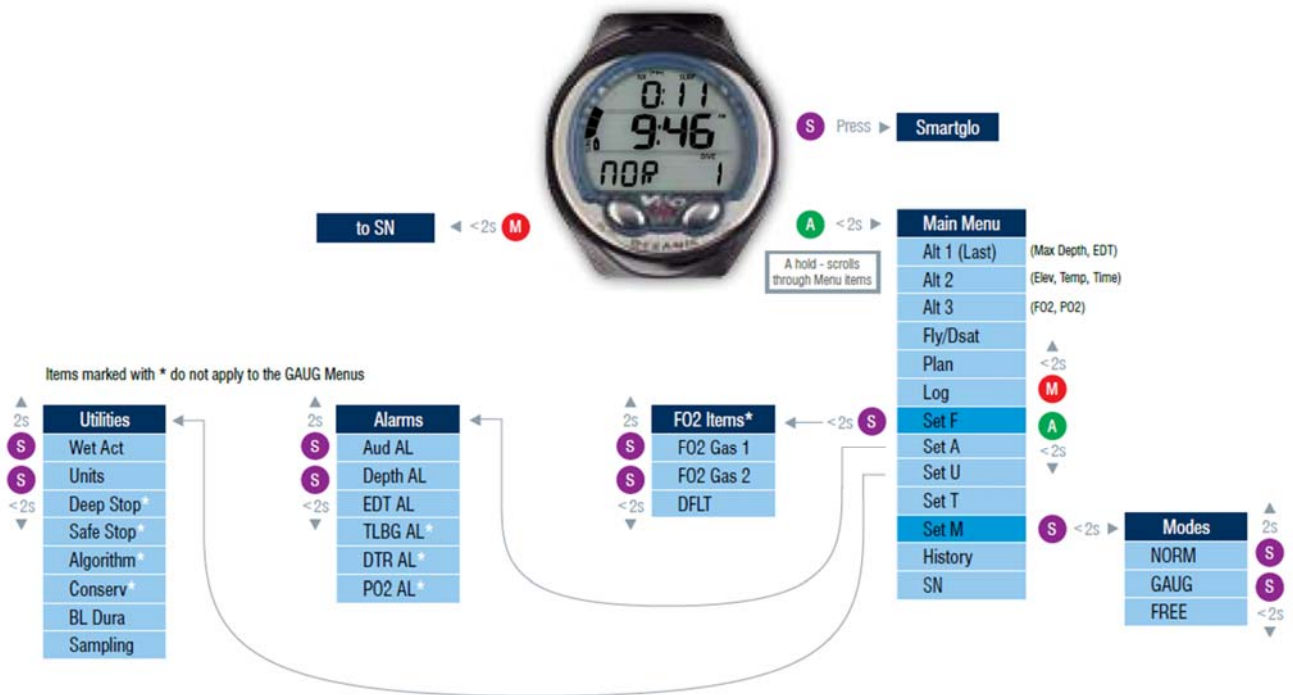 0:11
9:46
NOR 1
DIVE
OCEANIC
S Press ▶ Smartglo
to SN ◀ <2s M
A <2s ▶
A hold - scrolls
through Menu items
Main Menu
Alt 1 (Last) (Max Depth, EDT)
Alt 2 (Elev, Temp, Time)
Alt 3 (FO2, PO2)
Fly/Dsat
Plan
Log
Set F
Set A
Set U
Set T
Set M
History
SN
▲
<2s
M
A
<2s
▼
Items marked with * do not apply to the GAUG Menus
▲
2s
S
S
<2s
▼
Utilities
Wet Act
Units
Deep Stop*
Safe Stop*
Algorithm*
Conserv*
BL Dura
Sampling
▲
2s
S
S
<2s
▼
Alarms
Aud AL
Depth AL
EDT AL
TLBG AL*
DTR AL*
PO2 AL*
▲
2s
S
S
<2s
▼
FO2 Items* <2s S
FO2 Gas 1
FO2 Gas 2
DFLT
S <2s ▶
Modes
NORM
GAUG
FREE
▲
2s
S
S
<2s
▼